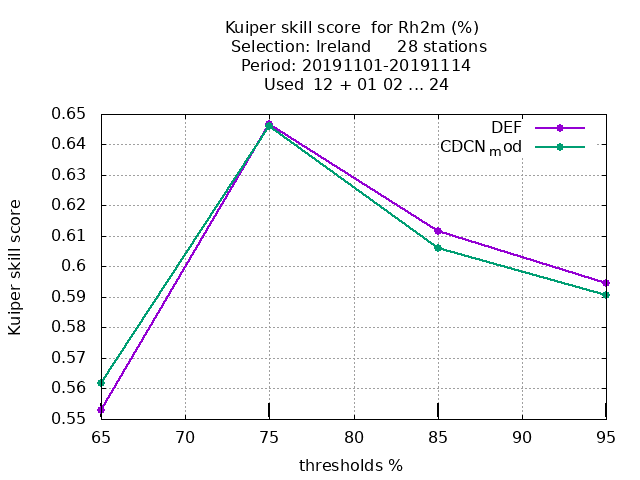 Kuiper skill score for Rh2m (%)
Selection: Ireland 28 stations
Period: 20191101-20191114
Used 12 + 01 02 ... 24
DEF
CDCN_mod
0.65
0.64
0.63
0.62
0.61
0.6
0.59
0.58
0.57
0.56
0.55
Kuiper skill score
65 70 75 80 85 90 95
thresholds %